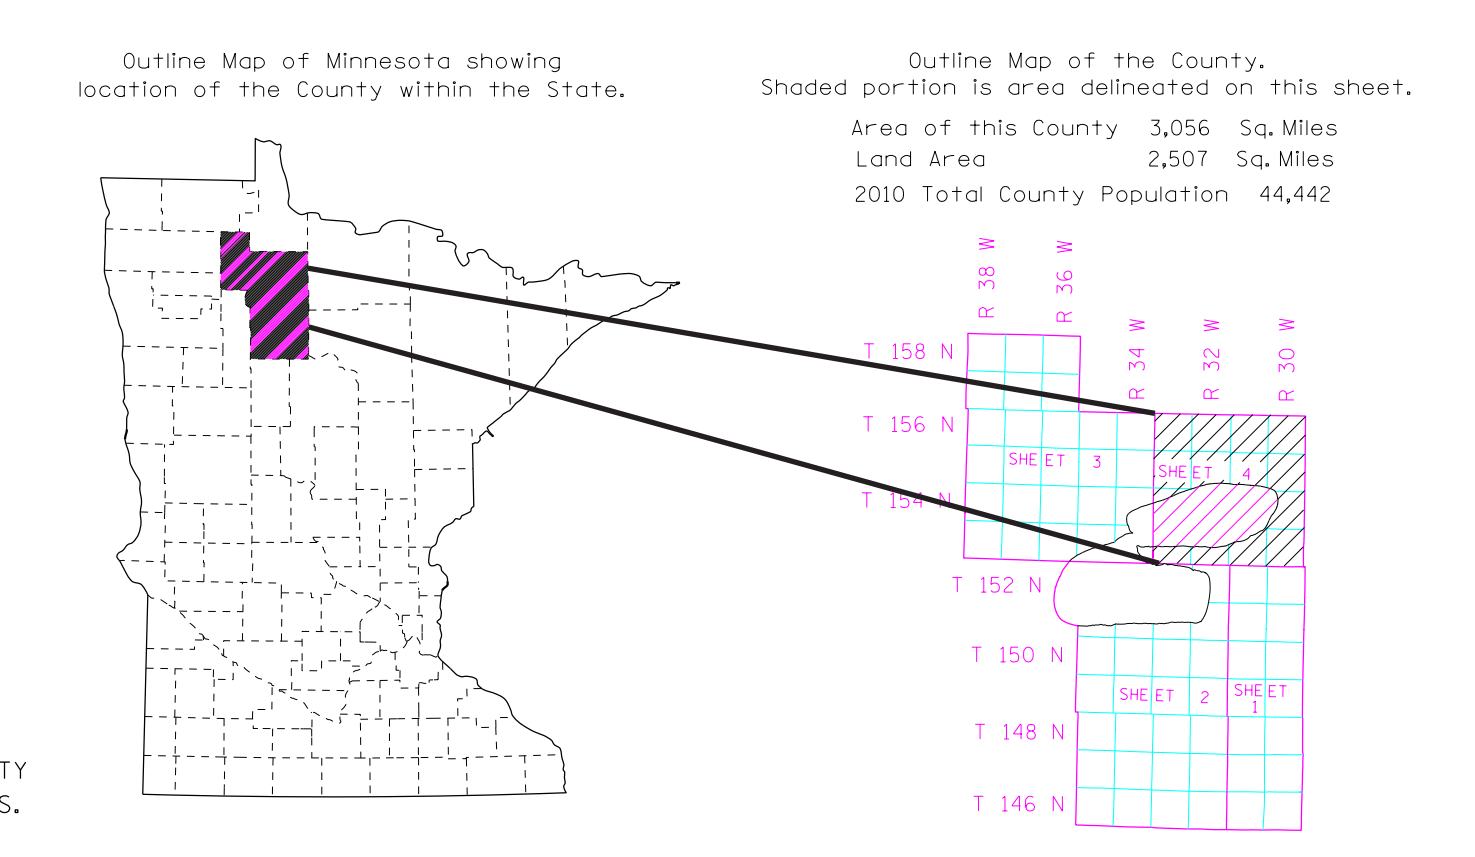 Outline Map of Minnesota showing
location of the County within the State.
Outline Map of the County.
Shaded portion is area delineated on this sheet.
Area of this County 3,056 Sq. Miles
Land Area 2,507 Sq. Miles
2010 Total County Population 44,442
R 38 W
R 36 W
R 34 W
R 32 W
R 30 W
T 158 N
T 156 N
SHEET 3
SHEET 4
T 154 N
T 152 N
T 150 N
SHEET 2
SHEET
1
T 148 N
T 146 N
TY
S.